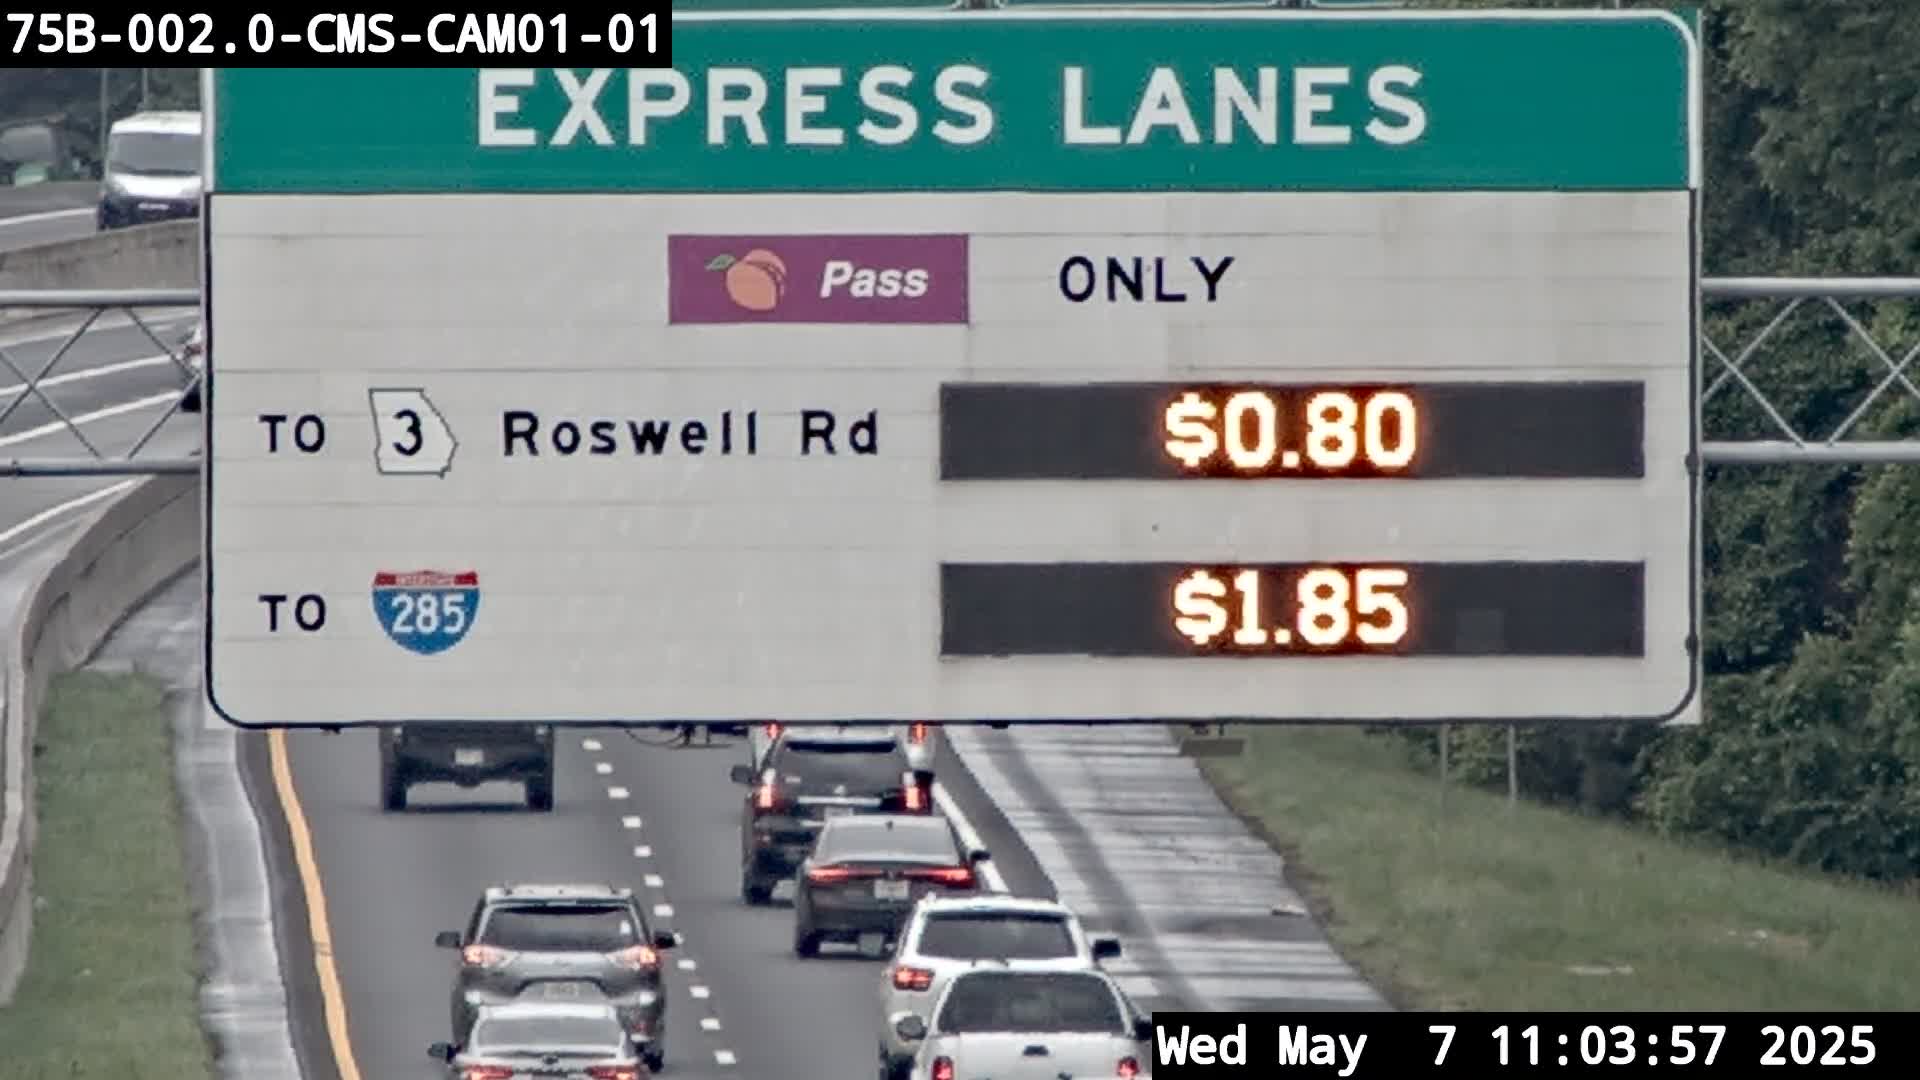 75B-002.0-CMS-CAM01-01
EXPRESS LANES
Pass ONLY
TO 3 Roswell Rd $0.80
TO 285 $1.85
Wed May 7 11:03:57 2025